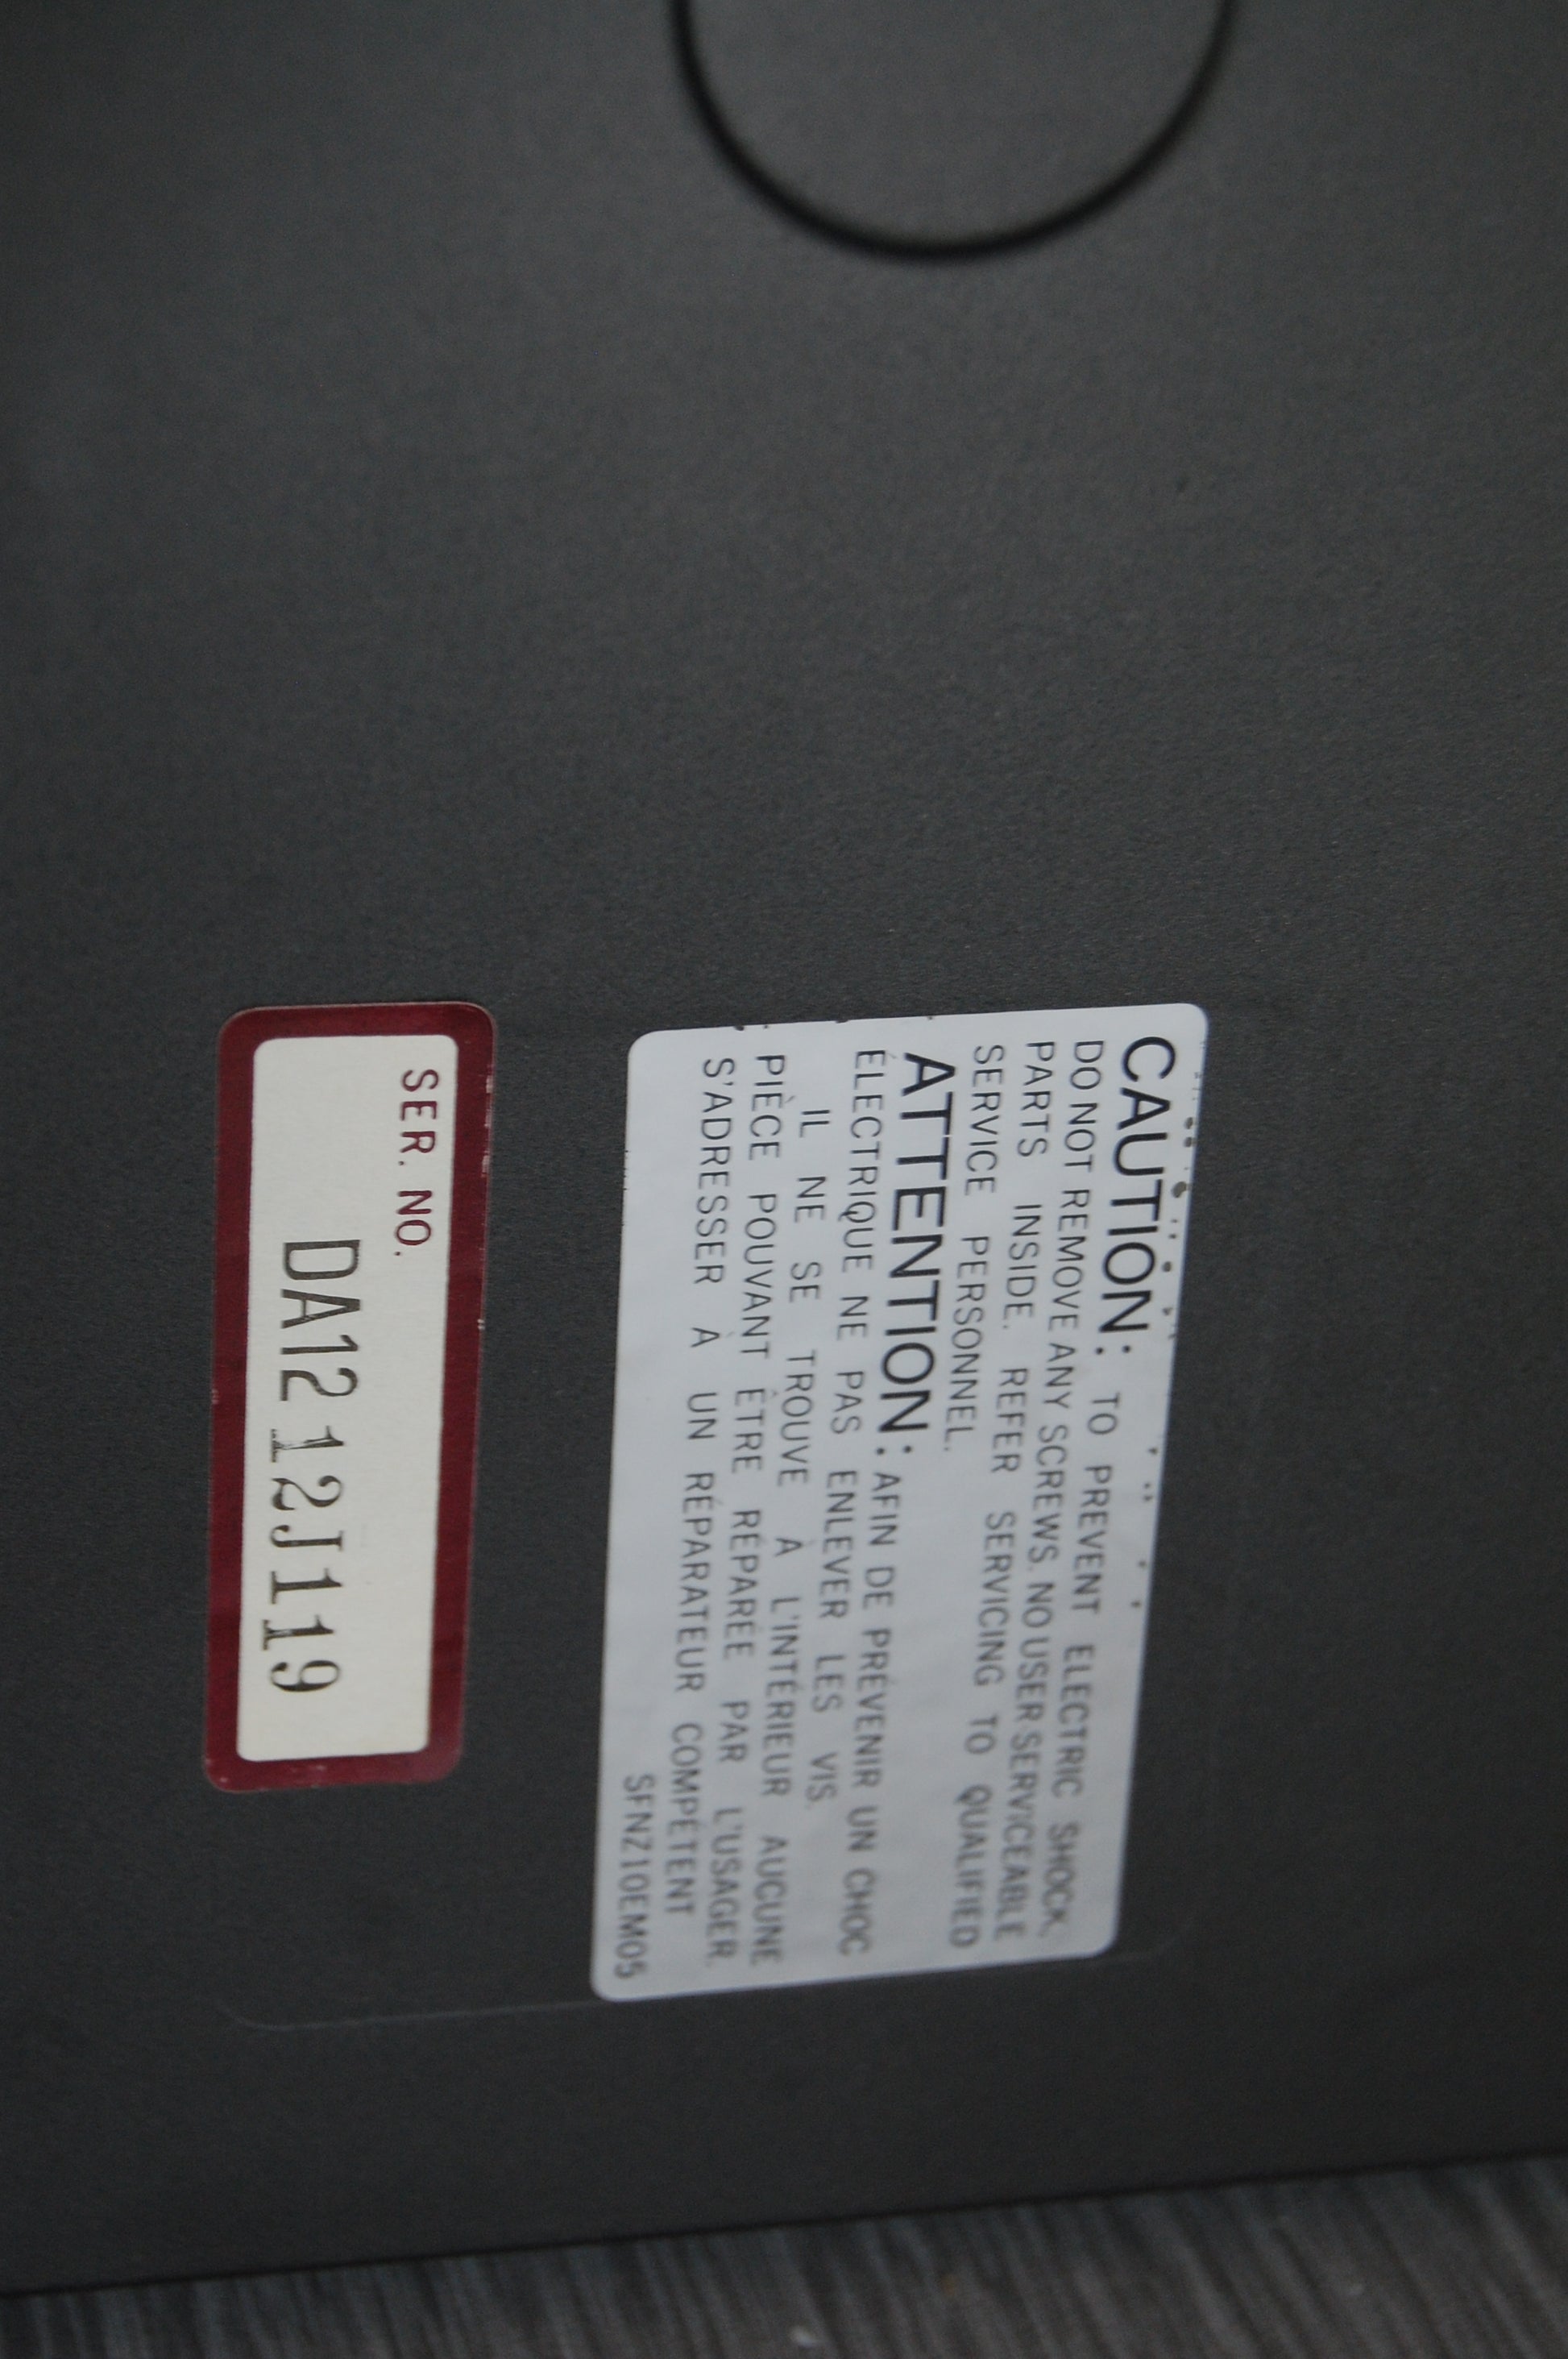 CAUTION: TO PREVENT ELECTRIC SHOCK,
DO NOT REMOVE ANY SCREWS. NO USER SERVICEABLE
PARTS INSIDE. REFER SERVICING TO QUALIFIED
SERVICE PERSONNEL.
ATTENTION: AFIN DE PRÉVENIR UN CHOC
ÉLECTRIQUE NE PAS ENLEVER LES VIS.
IL NE SE TROUVE À L'INTÉRIEUR AUCUNE
PIÈCE POUVANT ÊTRE RÉPARÉE PAR L'USAGER.
S'ADRESSER À UN RÉPARATEUR COMPÉTENT
SFNZ10EM05
SER. NO.
DA1212J119